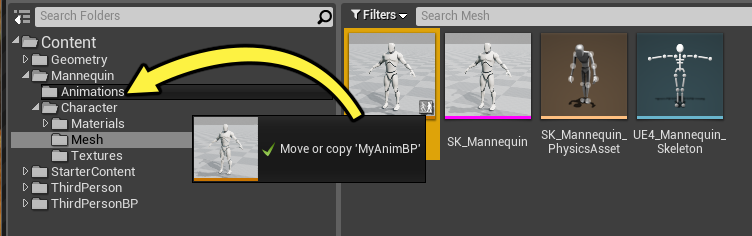 Search Folders
Filters
Search Mesh
Content
Geometry
Mannequin
Animations
Character
Materials
Mesh
Textures
StarterContent
ThirdPerson
ThirdPersonBP
Move or copy 'MyAnimBP'
SK_Mannequin
SK_Mannequin_
PhysicsAsset
UE4_Mannequin_
Skeleton